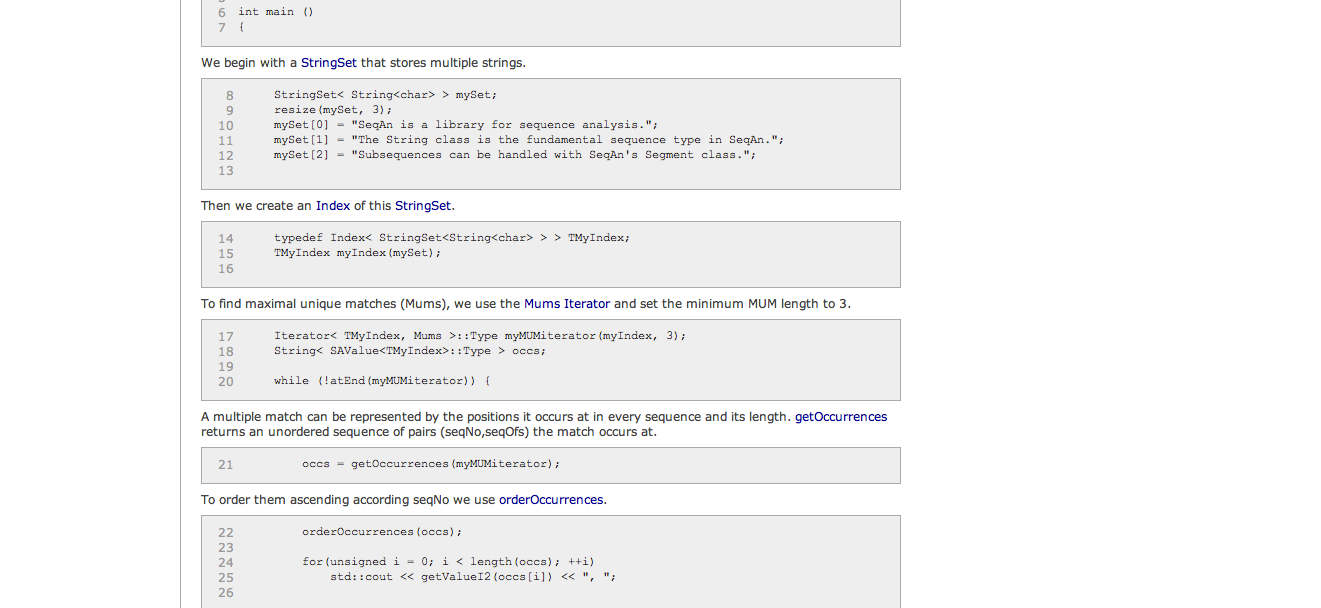 6 int main ()
7 {
We begin with a StringSet that stores multiple strings.
8 StringSet< String<char> > mySet;
9 resize(mySet, 3);
10 mySet[0] = "SeqAn is a library for sequence analysis.";
11 mySet[1] = "The String class is the fundamental sequence type in SeqAn.";
12 mySet[2] = "Subsequences can be handled with SeqAn's Segment class.";
13
Then we create an Index of this StringSet.
14 typedef Index< StringSet<String<char> > > TMyIndex;
15 TMyIndex myIndex(mySet);
16
To find maximal unique matches (Mums), we use the Mums Iterator and set the minimum MUM length to 3.
17 Iterator< TMyIndex, Mums >::Type myMUMiterator(myIndex, 3);
18 String< SAValue<TMyIndex>::Type > occs;
19
20 while (!atEnd(myMUMiterator)) {
A multiple match can be represented by the positions it occurs at in every sequence and its length. getOccurrences
returns an unordered sequence of pairs (seqNo,seqOfs) the match occurs at.
21 occs = getOccurrences(myMUMiterator);
To order them ascending according seqNo we use orderOccurrences.
22 orderOccurrences(occs);
23
24 for(unsigned i = 0; i < length(occs); ++i)
25 std::cout << getValueI2(occs[i]) << ", ";
26